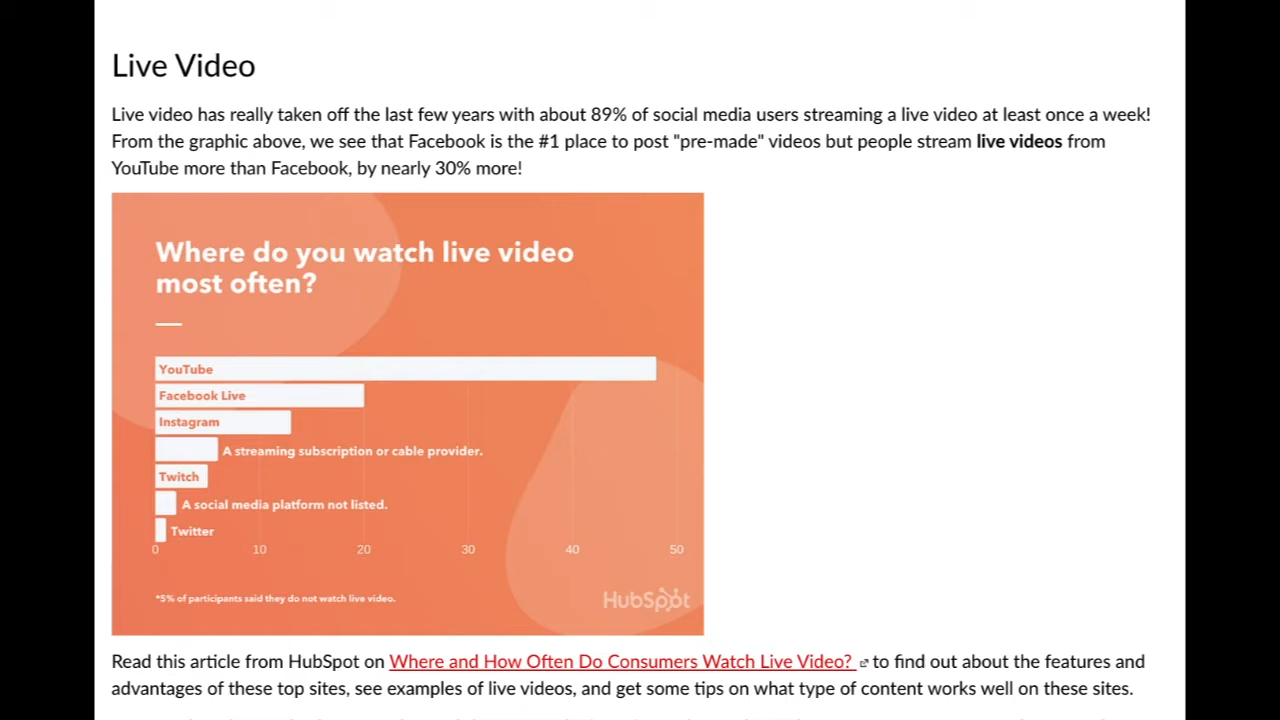 Live Video
Live video has really taken off the last few years with about 89% of social media users streaming a live video at least once a week!
From the graphic above, we see that Facebook is the #1 place to post "pre-made" videos but people stream live videos from
YouTube more than Facebook, by nearly 30% more!
Where do you watch live video
most often?
YouTube
Facebook Live
Instagram
A streaming subscription or cable provider.
Twitch
A social media platform not listed.
Twitter
0 10 20 30 40 50
*5% of participants said they do not watch live video.
HubSpot
Read this article from HubSpot on Where and How Often Do Consumers Watch Live Video? to find out about the features and
advantages of these top sites, see examples of live videos, and get some tips on what type of content works well on these sites.